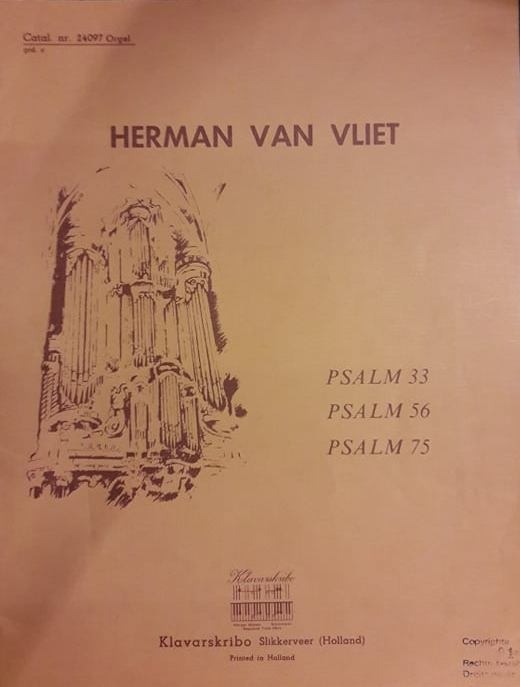 Catal. nr. 24097 Orgel
HERMAN VAN VLIET
PSALM 33
PSALM 56
PSALM 75
Klavarskribo
Klavarskribo Slikkerveer (Holland)
Printed in Holland
Copyrights